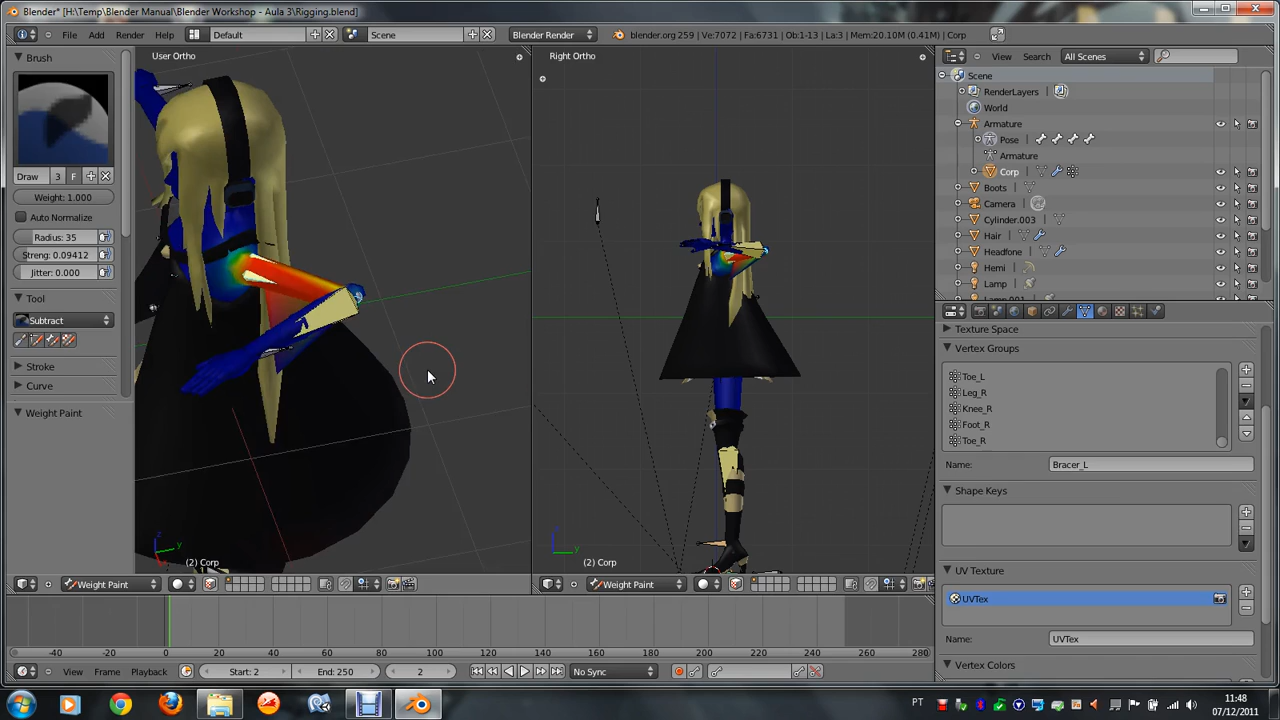 Blender* [H:\Temp\Blender Manual\Blender Workshop - Aula 3\Rigging.blend]
File Add Render Help Default Scene Blender Render blender.org 259 | Ve:7072 | Fa:6731 | Ob:1-13 | La:3 | Mem:20.10M (0.41M) | Corp
Brush
User Ortho
Right Ortho
View Search All Scenes
Scene
RenderLayers
World
Armature
Pose
Armature
Corp
Boots
Camera
Cylinder.003
Hair
Headfone
Hemi
Lamp
Lamp.001
Draw 3 F
Weight: 1.000
Auto Normalize
Radius: 35
Streng: 0.09412
Jitter: 0.000
Tool
Subtract
Stroke
Curve
Weight Paint
z
y
(2) Corp
(2) Corp
Texture Space
Vertex Groups
Toe_L
Leg_R
Knee_R
Foot_R
Toe_R
Name: Bracer_L
Shape Keys
UV Texture
UVTex
Name: UVTex
Vertex Colors
Weight Paint
Weight Paint
-40 -20 0 20 40 60 80 100 120 140 160 180 200 220 240 260 280
View Frame Playback Start: 2 End: 250 2 No Sync
PT
11:48
07/12/2011